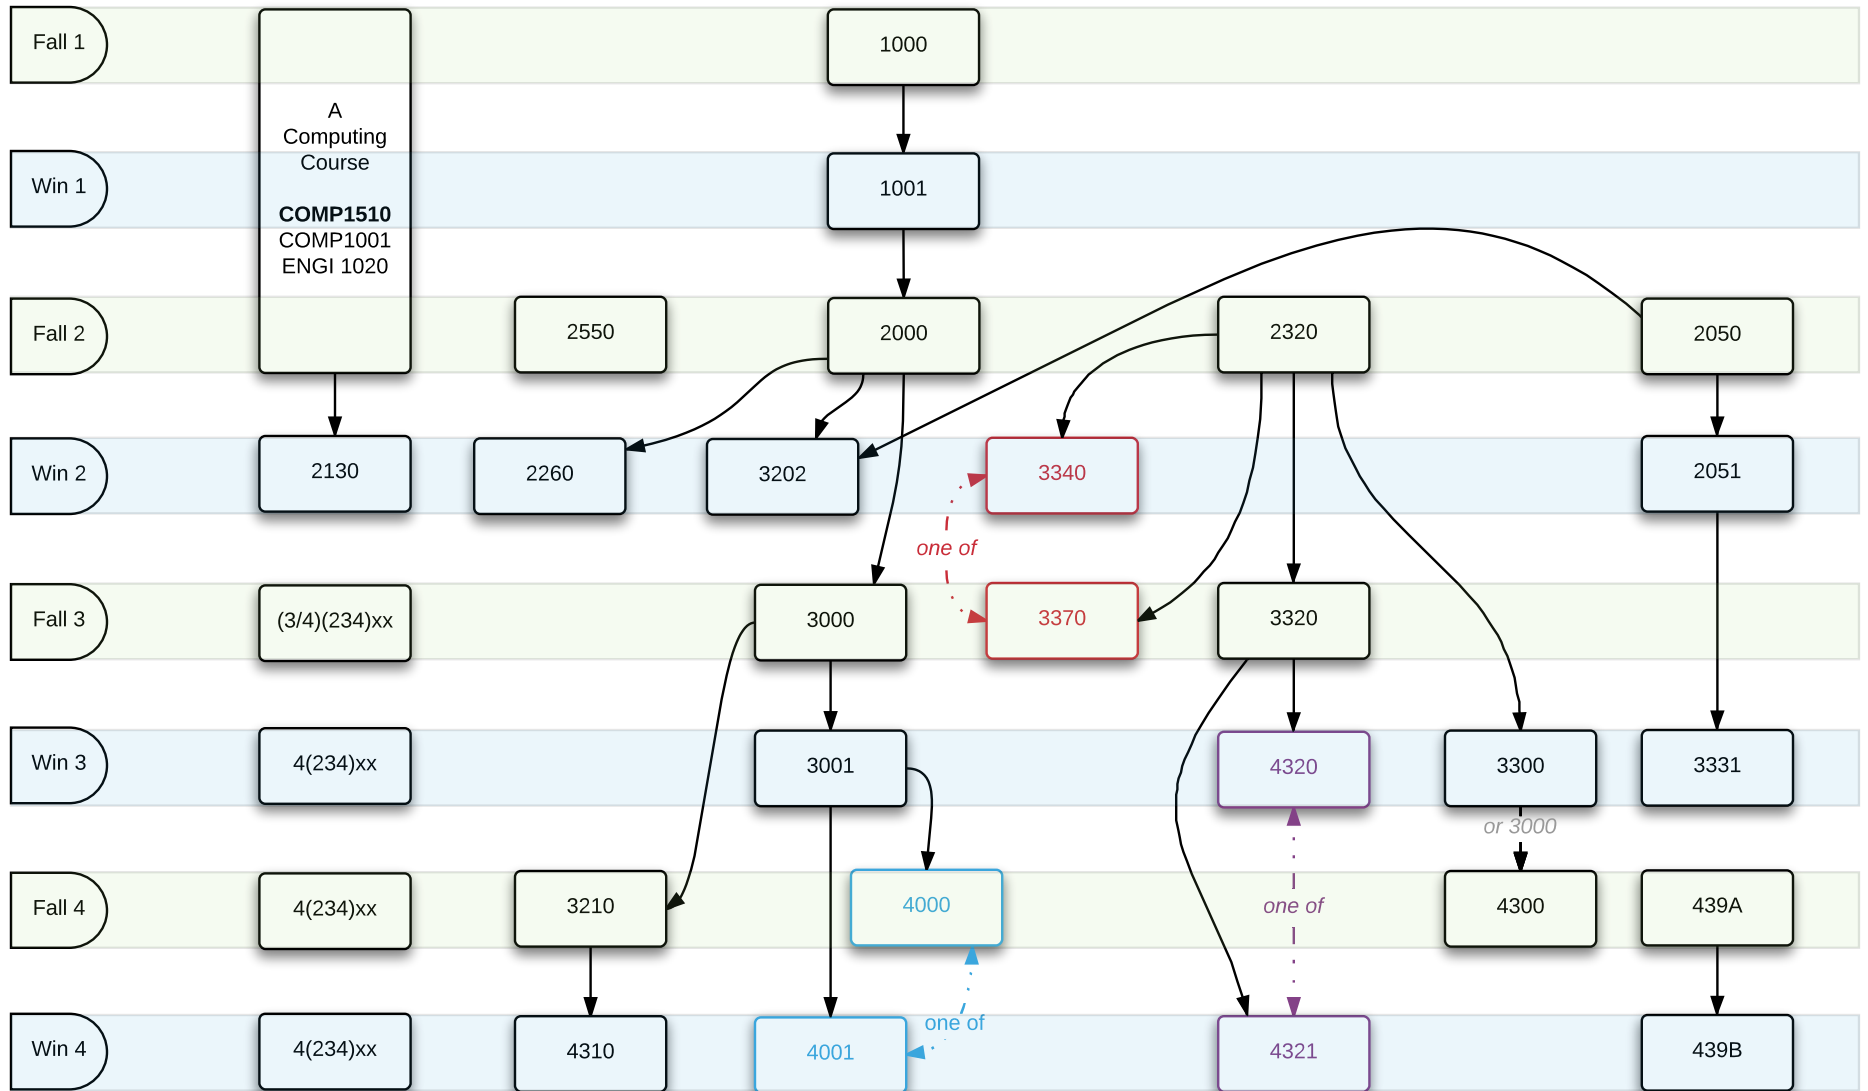 Fall 1
A
Computing
Course
COMP1510
COMP1001
ENGI 1020
1000
Win 1
1001
Fall 2
2550
2000
2320
2050
Win 2
2130
2260
3202
3340
2051
one of
Fall 3
(3/4)(234)xx
3000
3370
3320
Win 3
4(234)xx
3001
4320
3300
3331
or 3000
Fall 4
4(234)xx
3210
4000
one of
4300
439A
one of
Win 4
4(234)xx
4310
4001
4321
439B